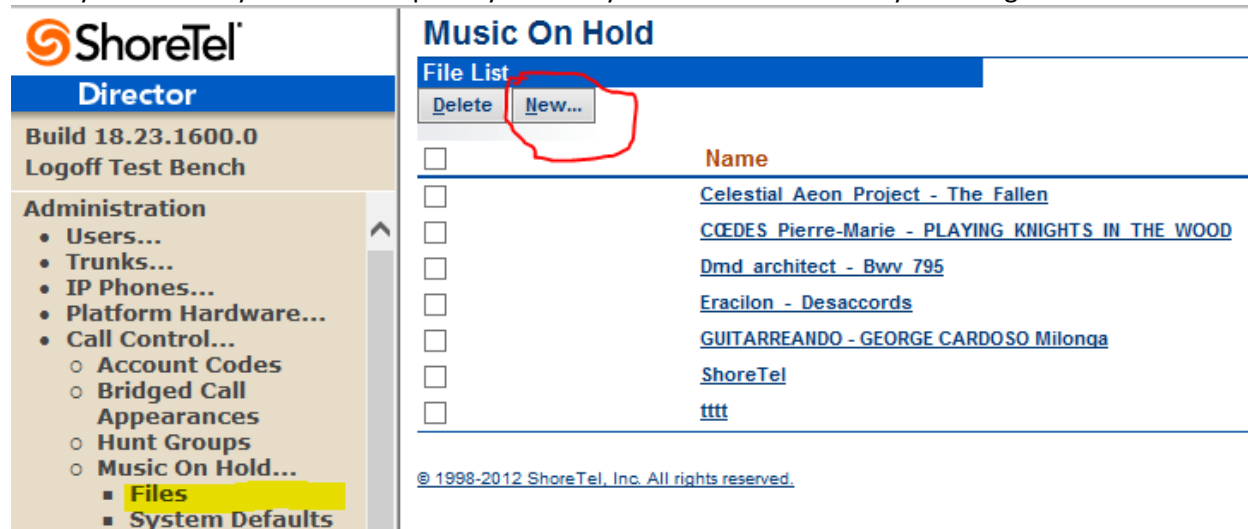 ShoreTel
Director
Build 18.23.1600.0
Logoff Test Bench
Administration
Users...
Trunks...
IP Phones...
Platform Hardware...
Call Control...
Account Codes
Bridged Call
Appearances
Hunt Groups
Music On Hold...
Files
System Defaults
Music On Hold
File List
Delete New...
Name
Celestial Aeon Project - The Fallen
CŒDES Pierre-Marie - PLAYING KNIGHTS IN THE WOOD
Dmd architect - Bwv 795
Eracilon - Desaccords
GUITARREANDO - GEORGE CARDOSO Milonga
ShoreTel
tttt
© 1998-2012 ShoreTel, Inc. All rights reserved.